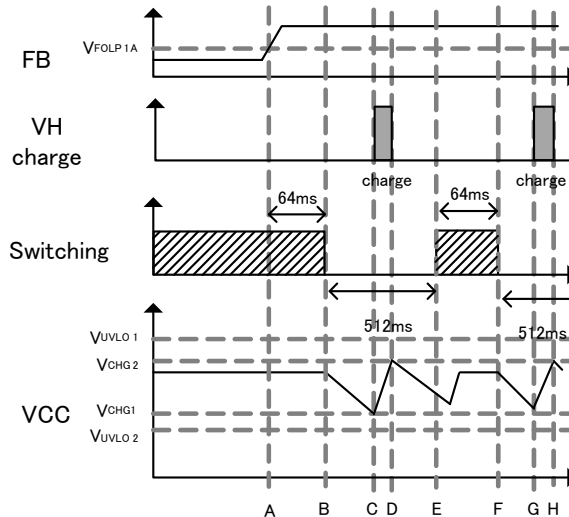 VFOLP1A
FB
VH
charge
charge
charge
64ms
64ms
Switching
512ms
512ms
VUVLO1
VCHG2
VCHG1
VCC
VUVLO2
A B C D E F G H